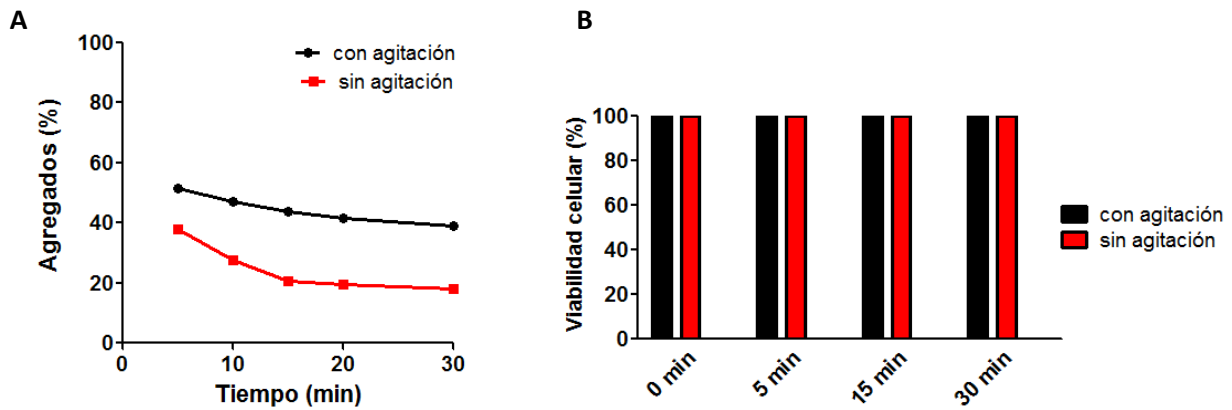 A
Agregados (%)
100
80
60
40
20
0
0
10
20
30
Tiempo (min)
con agitación
sin agitación
B
Viabilidad celular (%)
100
80
60
40
20
0
0 min
5 min
15 min
30 min
con agitación
sin agitación